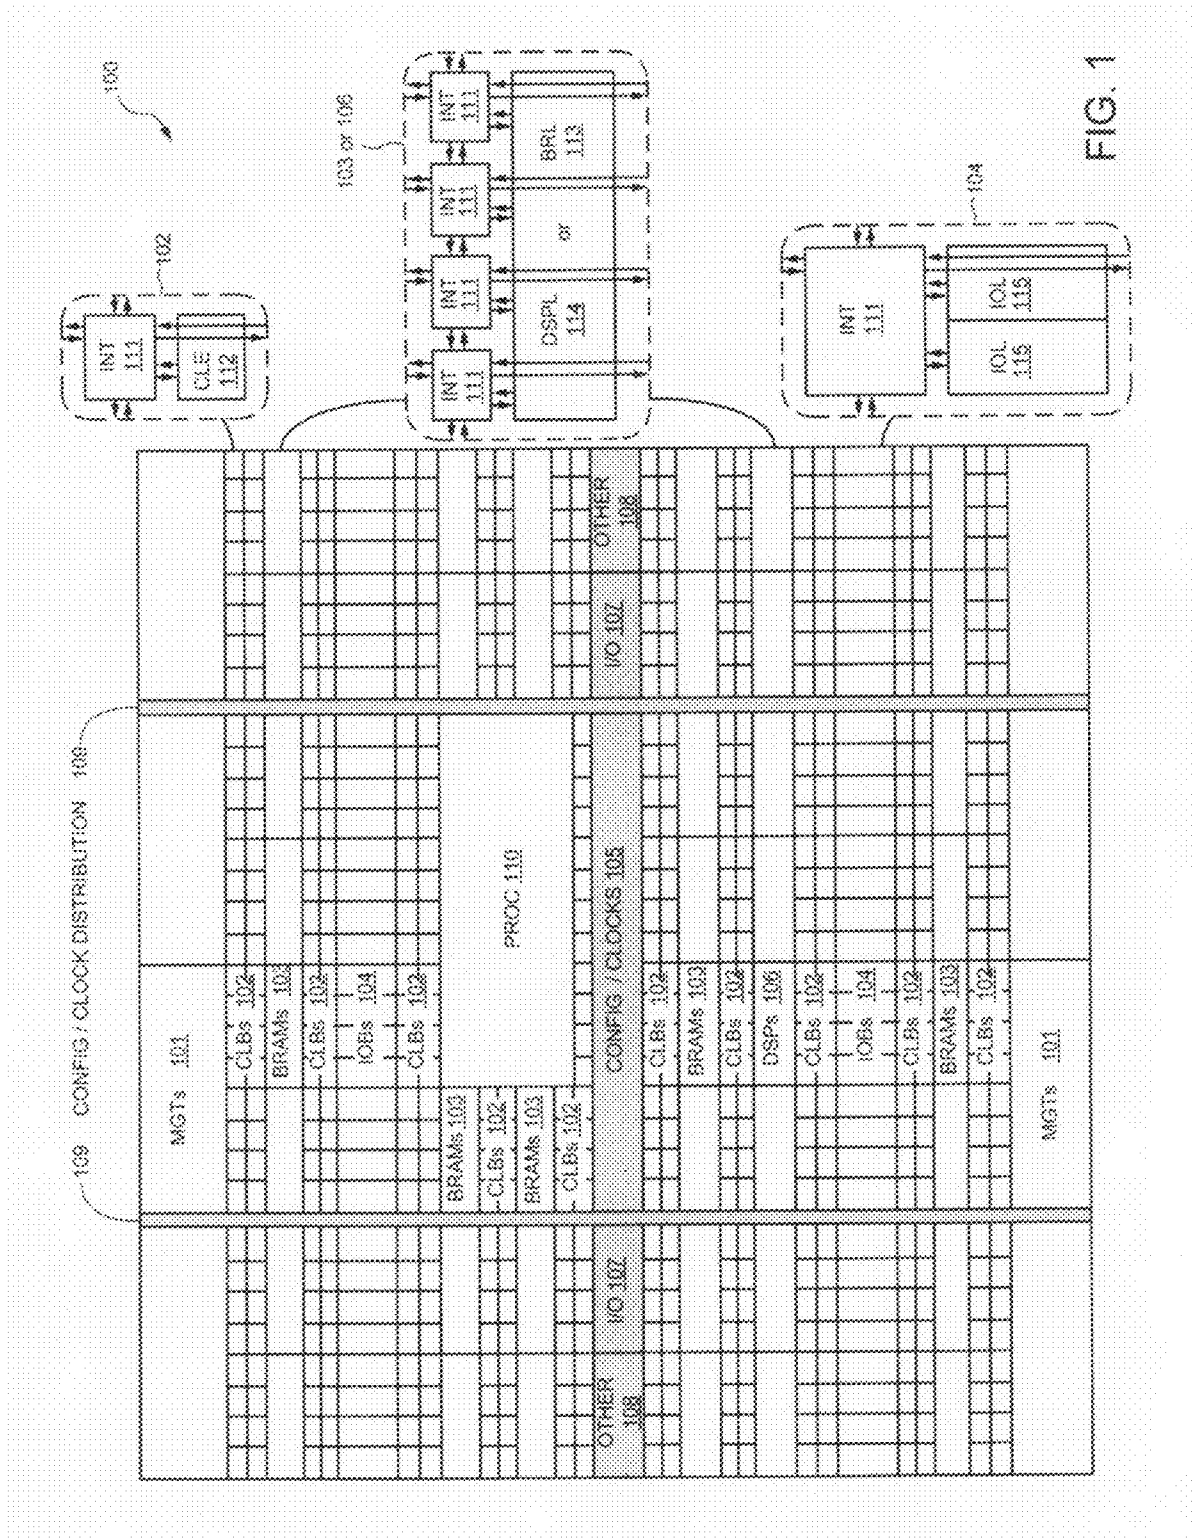 FIG. 1
100
102
INT
111
CLE
112
103 or 106
INT
111
INT
111
INT
111
INT
111
DSPL
114
or
BRL
113
104
INT
111
IOL
115
IOL
115
109 CONFIG / CLOCK DISTRIBUTION 109
MGTs 101
CLBs 102
BRAMs 103
CLBs 102
IOBs 104
CLBs 102
PROC 110
BRAMs 103
CLBs 102
BRAMs 103
CLBs 102
OTHER
108
I/O 107
CONFIG / CLOCKS 105
I/O 107
OTHER
108
CLBs 102
BRAMs 103
CLBs 102
DSPs 106
CLBs 102
IOBs 104
CLBs 102
BRAMs 103
CLBs 102
MGTs 101